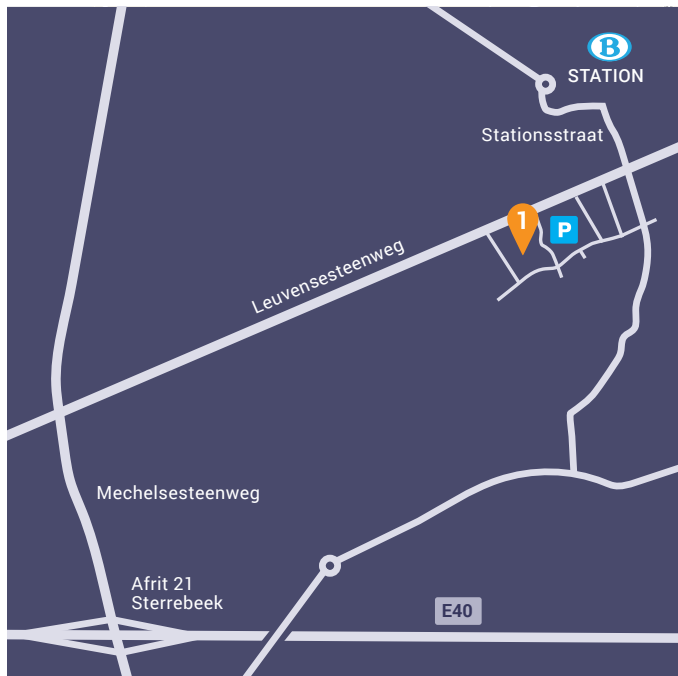 B
STATION
Stationsstraat
1
P
Leuvensesteenweg
Mechelsesteenweg
Afrit 21
Sterrebeek
E40